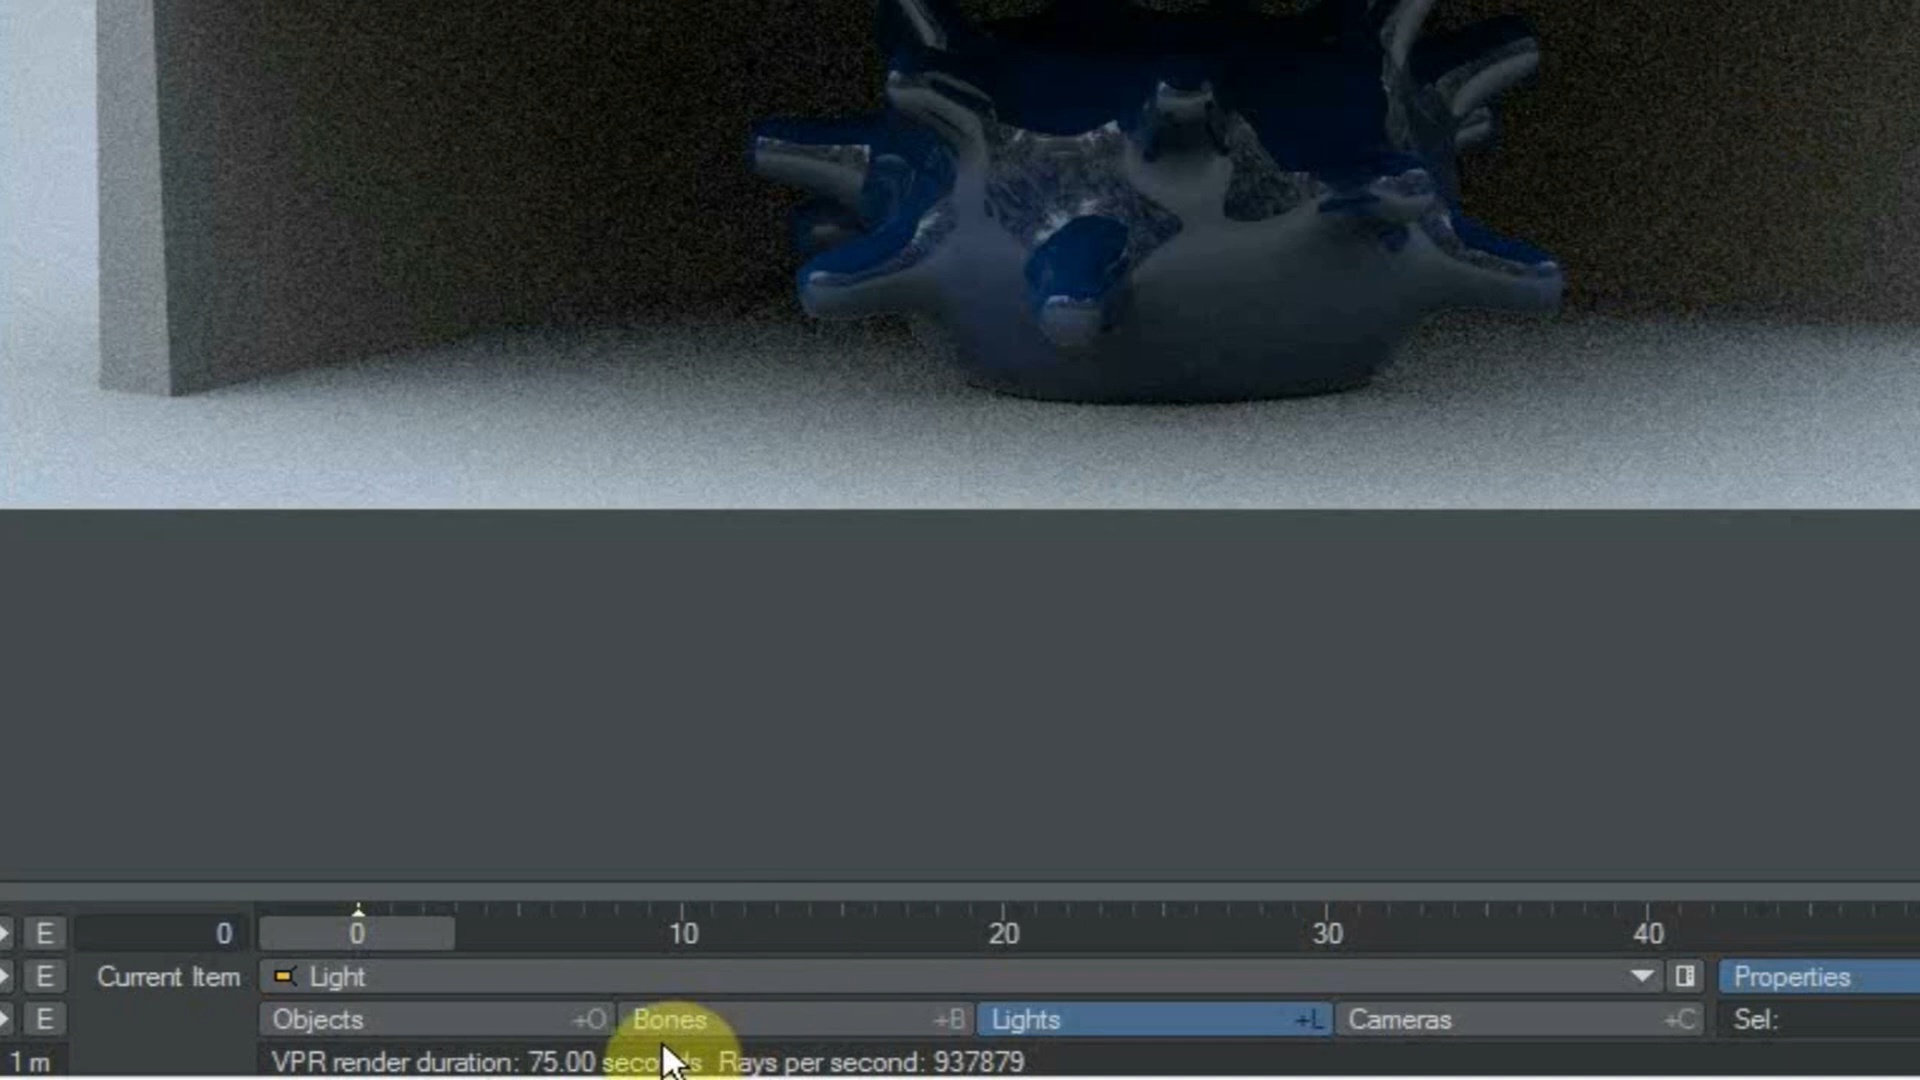 E 0 0 10 20 30 40
E Current Item Light Properties
E Objects +O Bones +B Lights +L Cameras +C Sel:
1 m VPR render duration: 75.00 seconds Rays per second: 937879